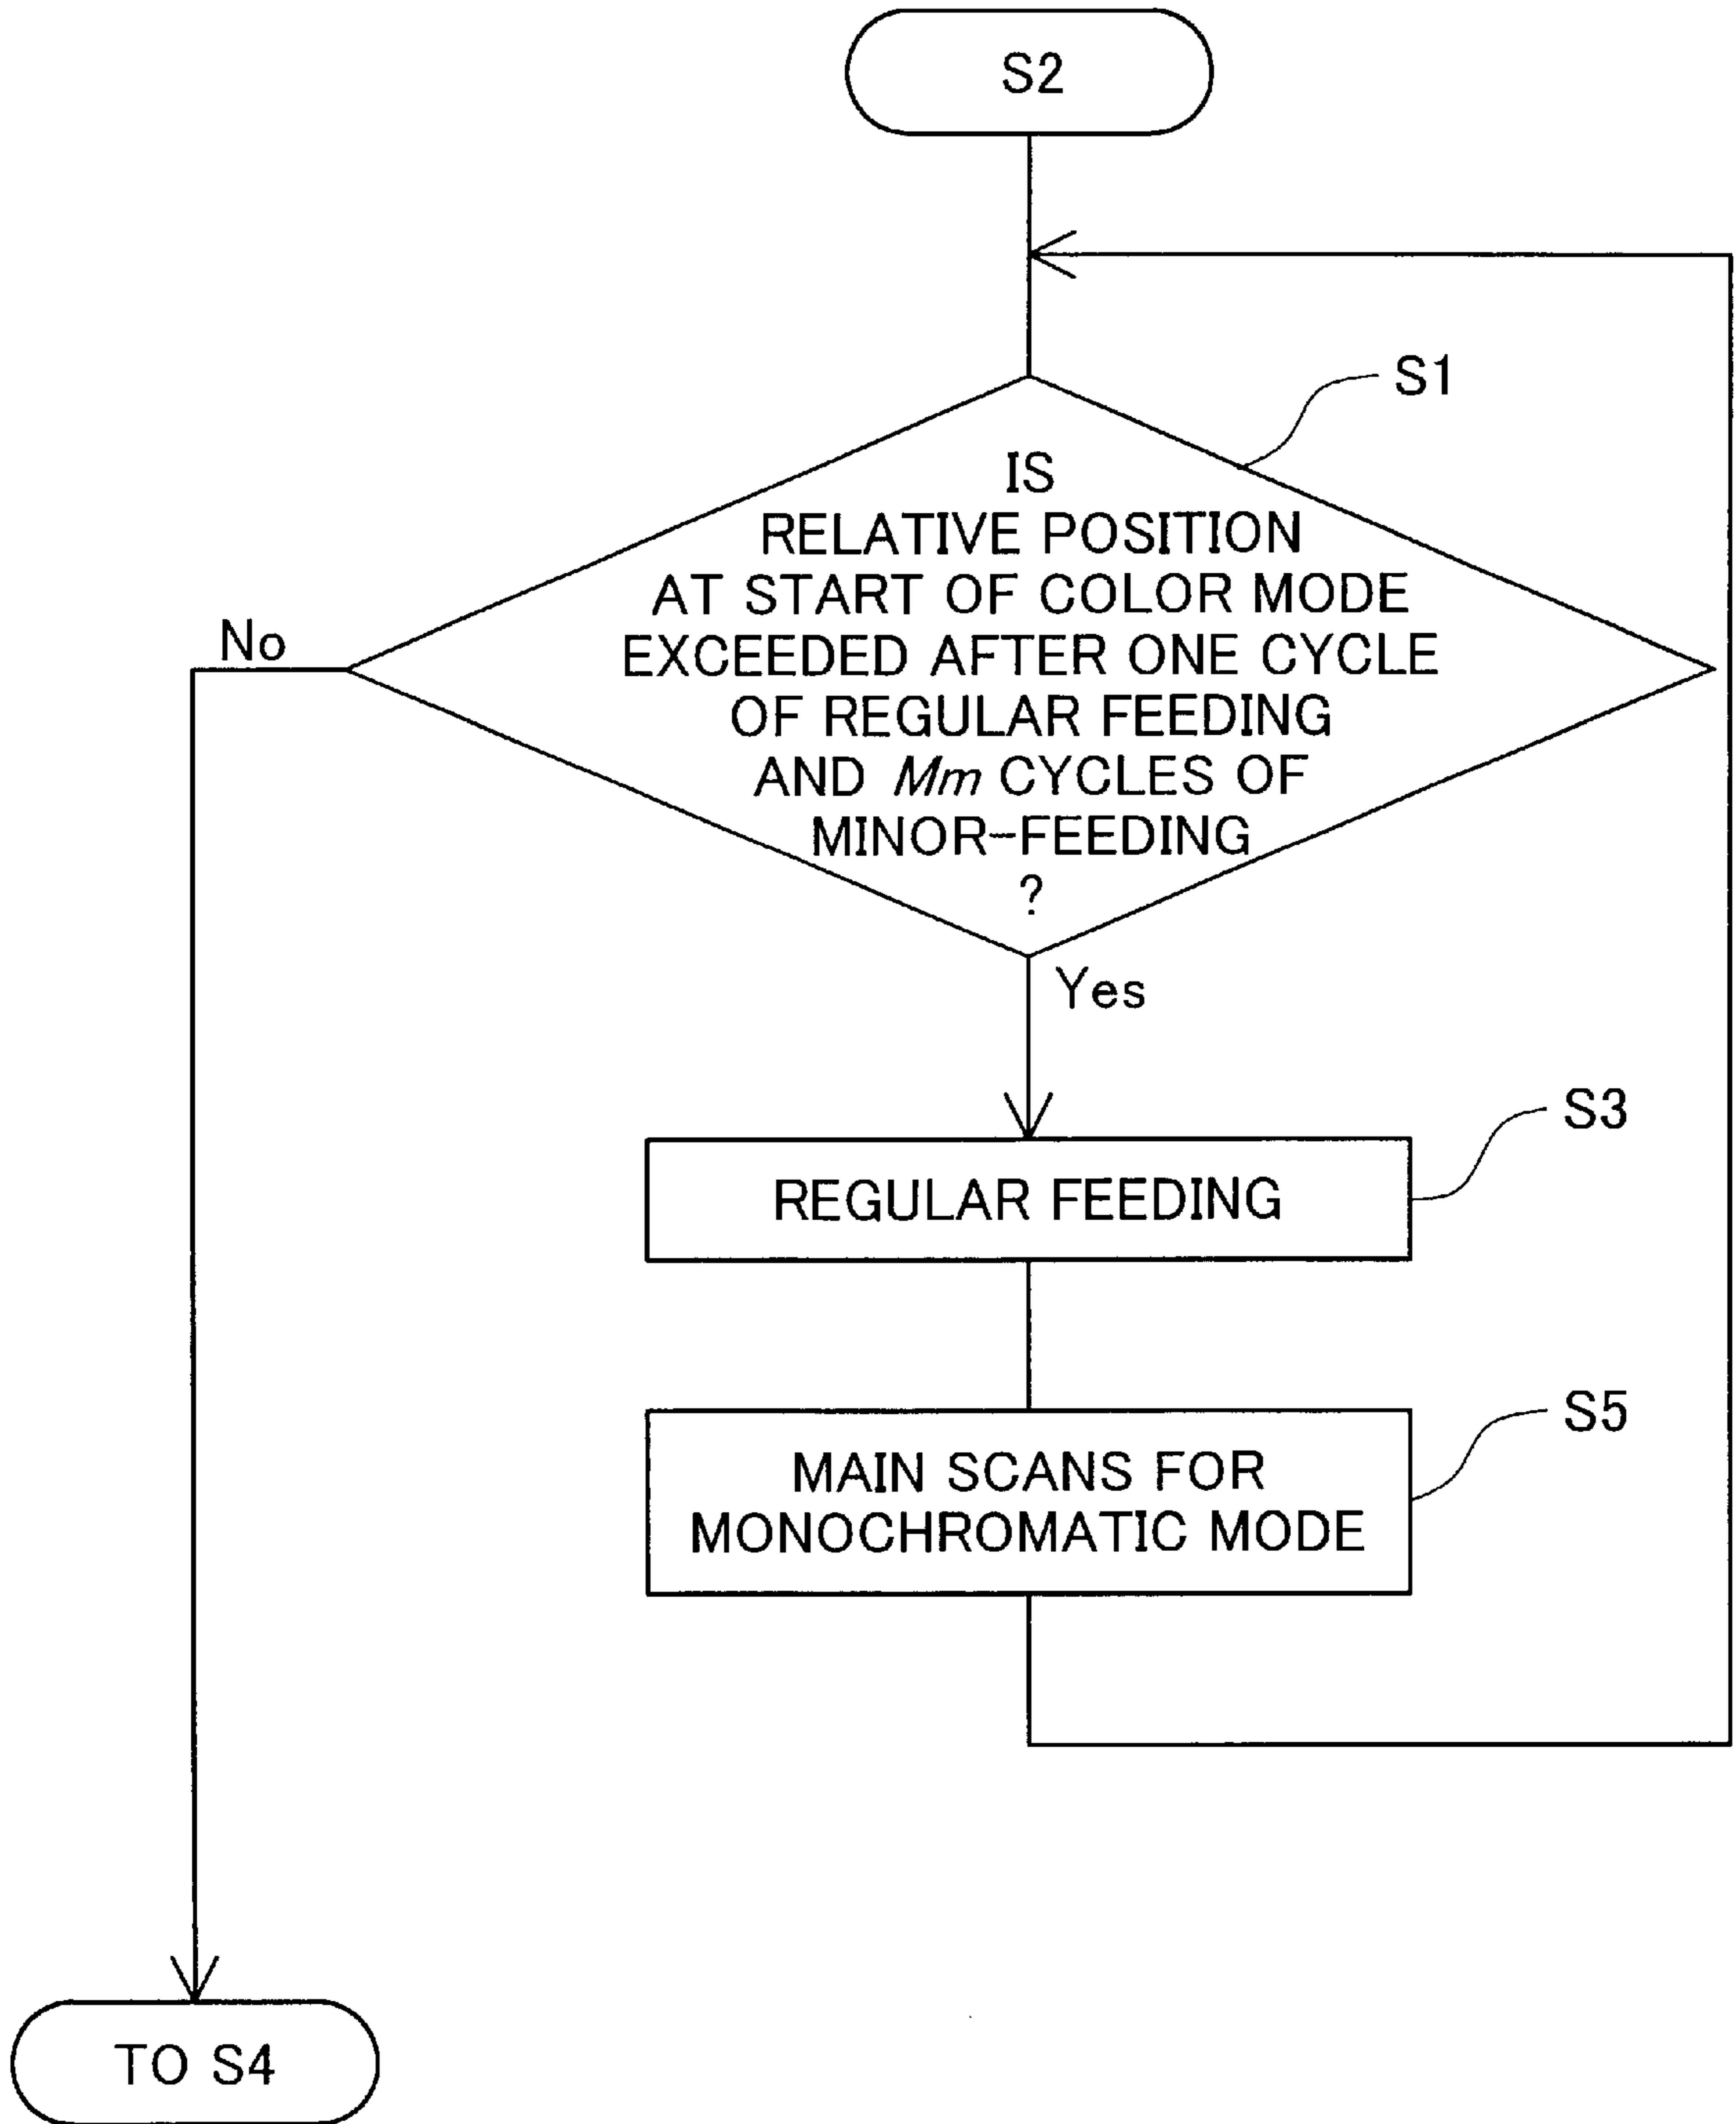 S2
S1
IS
RELATIVE POSITION
AT START OF COLOR MODE
EXCEEDED AFTER ONE CYCLE
OF REGULAR FEEDING
AND Mm CYCLES OF
MINOR-FEEDING
?
No
Yes
S3
REGULAR FEEDING
S5
MAIN SCANS FOR
MONOCHROMATIC MODE
TO S4